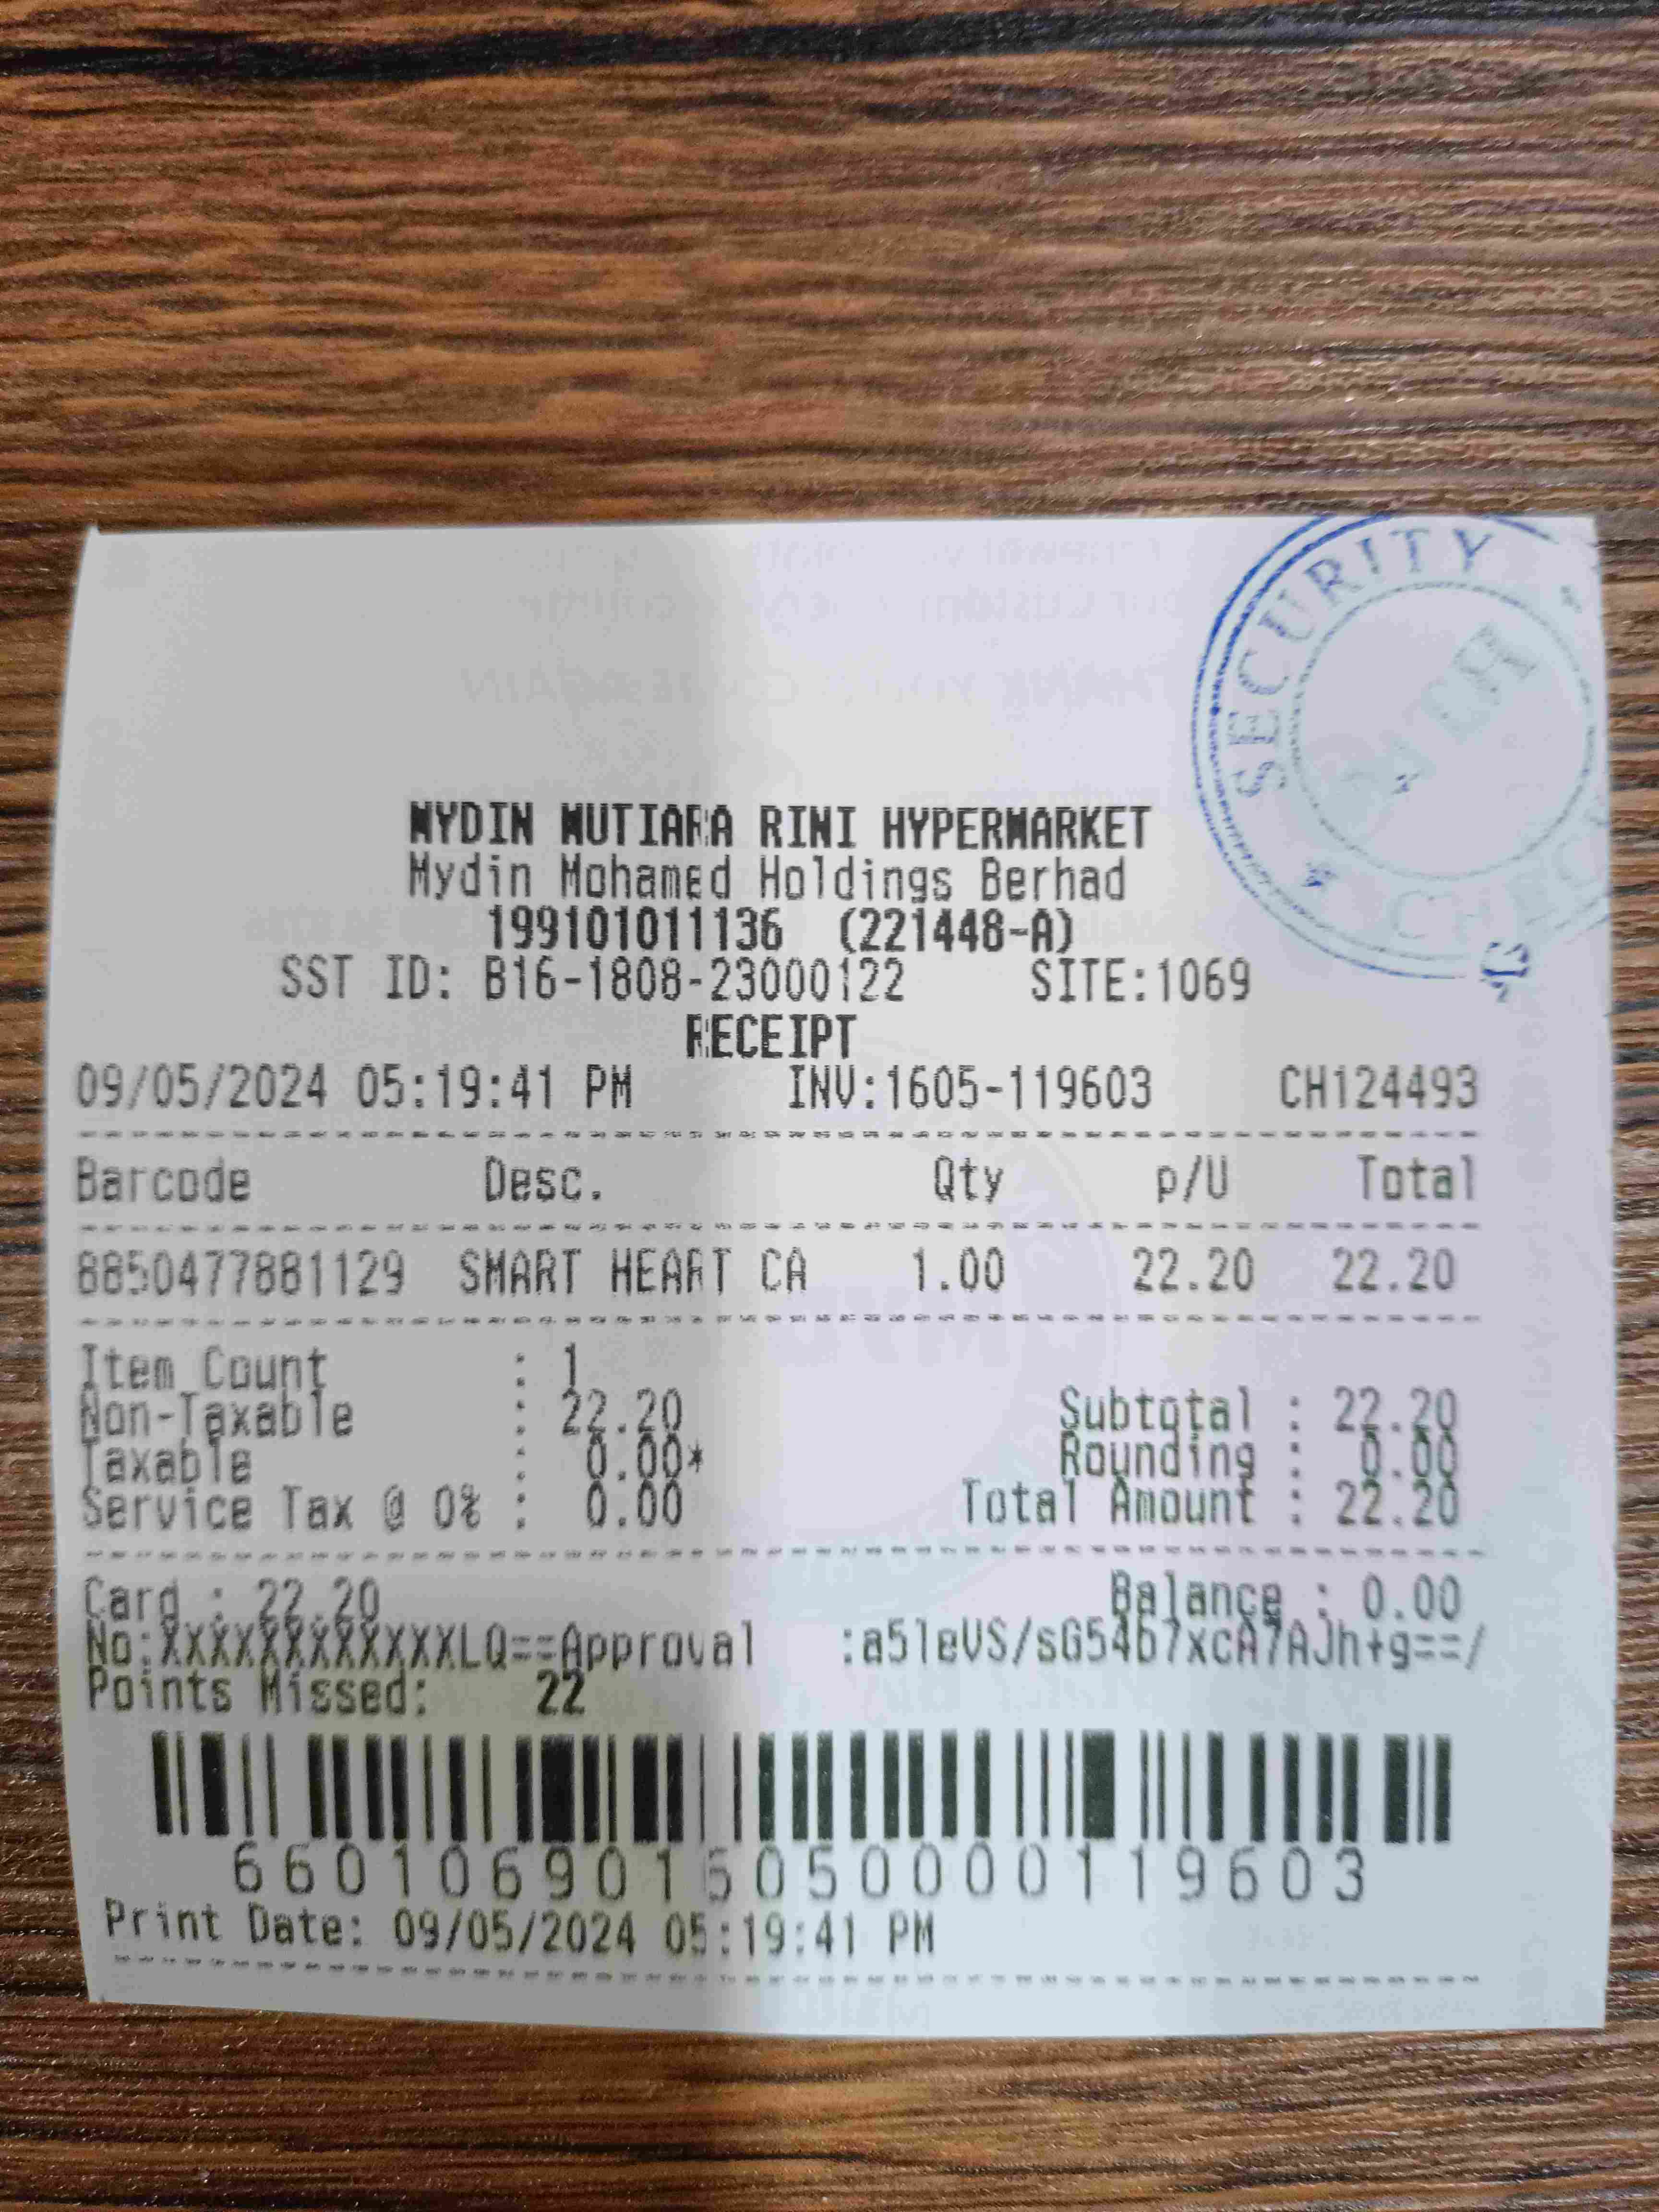 SECURITY
MYDIN MUTIARA RINI HYPERMARKET
Mydin Mohamed Holdings Berhad
199101011136 (221448-A)
SST ID: B16-1808-23000122 SITE:1069
RECEIPT
09/05/2024 05:19:41 PM INV:1605-119603 CH124493
Barcode Desc. Qty p/U Total
8850477881129 SMART HEART CA 1.00 22.20 22.20
Item Count : 1
Non-Taxable : 22.20 Subtotal : 22.20
Taxable : 0.00* Rounding : 0.00
Service Tax @ 0% : 0.00 Total Amount : 22.20
Card : 22.20 Balance : 0.00
No:XXXXXXXXXXXXLQ==Approval :a5leVS/sG54b7xcA7AJh+g==/
Points Missed: 22
6601069016050000119603
Print Date: 09/05/2024 05:19:41 PM